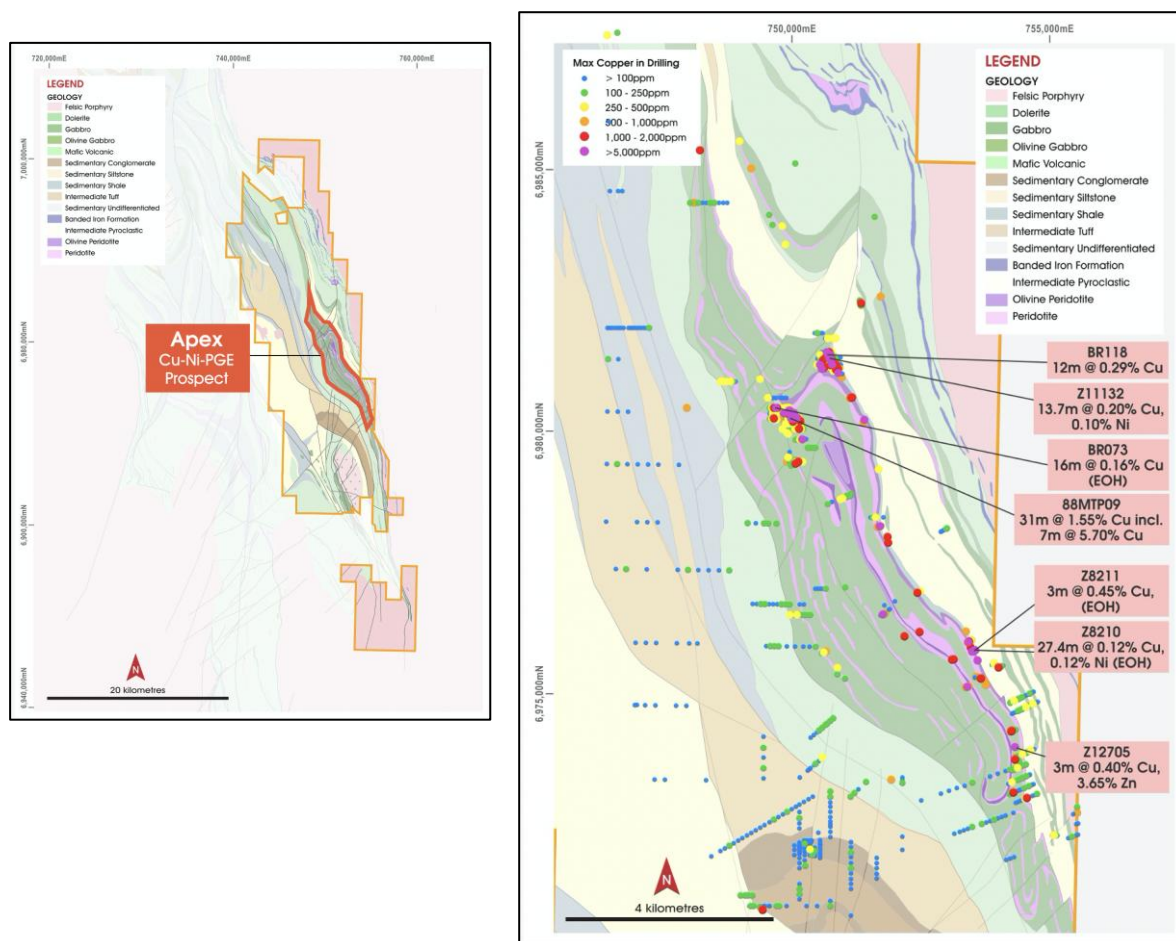 720,000mE
740,000mE
760,000mE
LEGEND
GEOLOGY
Felsic Porphyry
Dolerite
Gabbro
Olivine Gabbro
Mafic Volcanic
Sedimentary Conglomerate
Sedimentary Siltstone
Sedimentary Shale
Intermediate Tuff
Sedimentary Undifferentiated
Banded Iron Formation
Intermediate Pyroclastic
Olivine Peridotite
Peridotite
7,000,000mN
6,980,000mN
6,900,000mN
6,940,000mN
Apex
Cu-Ni-PGE
Prospect
N
20 kilometres
750,000mE
755,000mE
Max Copper in Drilling
> 100ppm
100 - 250ppm
250 - 500ppm
500 - 1,000ppm
1,000 - 2,000ppm
>5,000ppm
LEGEND
GEOLOGY
Felsic Porphyry
Dolerite
Gabbro
Olivine Gabbro
Mafic Volcanic
Sedimentary Conglomerate
Sedimentary Siltstone
Sedimentary Shale
Intermediate Tuff
Sedimentary Undifferentiated
Banded Iron Formation
Intermediate Pyroclastic
Olivine Peridotite
Peridotite
6,985,000mN
6,980,000mN
6,975,000mN
BR118
12m @ 0.29% Cu
Z11132
13.7m @ 0.20% Cu,
0.10% Ni
BR073
16m @ 0.16% Cu
(EOH)
88MTP09
31m @ 1.55% Cu incl.
7m @ 5.70% Cu
Z8211
3m @ 0.45% Cu,
(EOH)
Z8210
27.4m @ 0.12% Cu,
0.12% Ni (EOH)
Z12705
3m @ 0.40% Cu,
3.65% Zn
N
4 kilometres